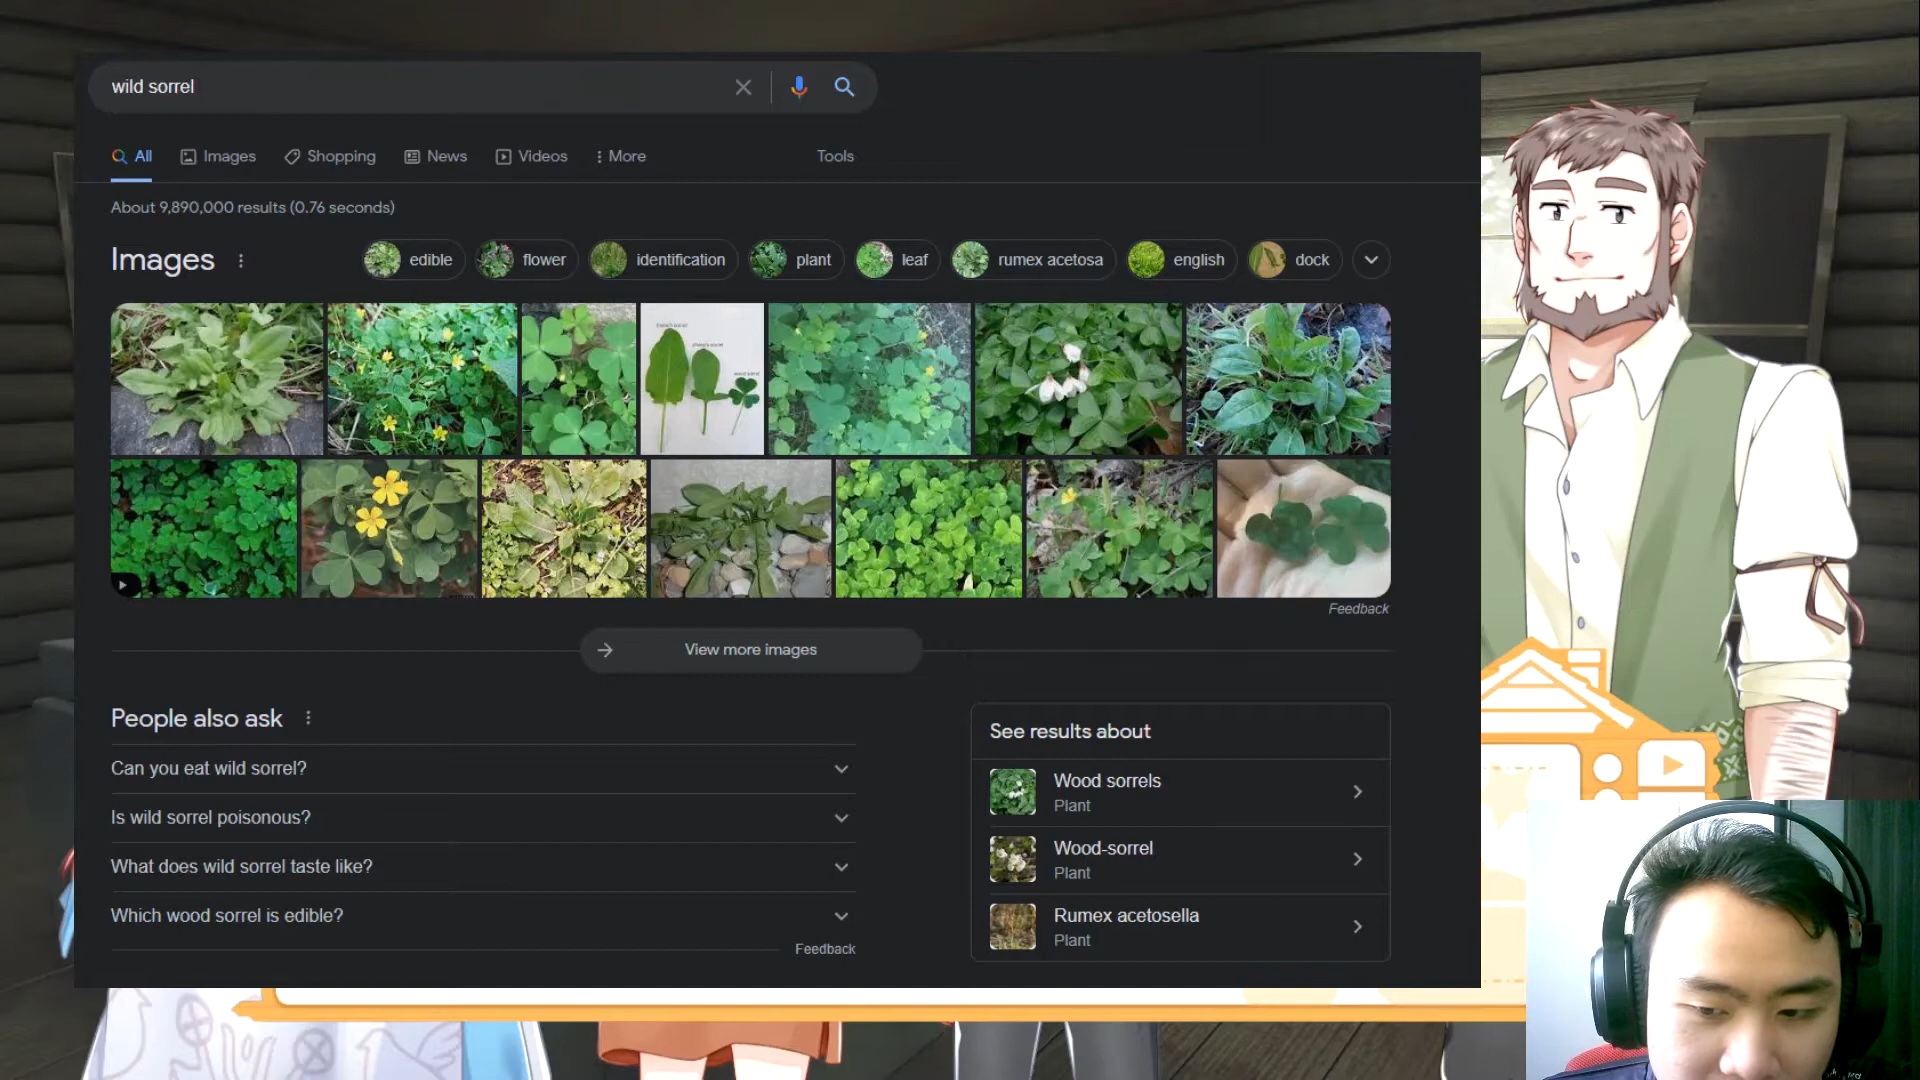 wild sorrel
All Images Shopping News Videos More Tools
About 9,890,000 results (0.76 seconds)
Images
edible flower identification plant leaf rumex acetosa english dock
Feedback
View more images
People also ask
Can you eat wild sorrel?
Is wild sorrel poisonous?
What does wild sorrel taste like?
Which wood sorrel is edible?
Feedback
See results about
Wood sorrels
Plant
Wood-sorrel
Plant
Rumex acetosella
Plant